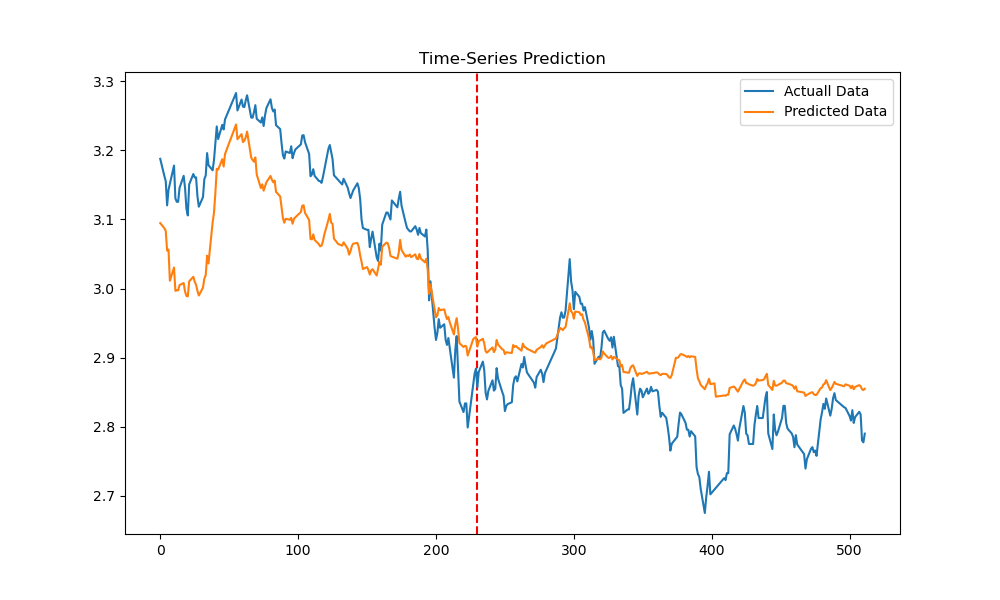 Time-Series Prediction
Actuall Data
Predicted Data
3.3
3.2
3.1
3.0
2.9
2.8
2.7
0 100 200 300 400 500